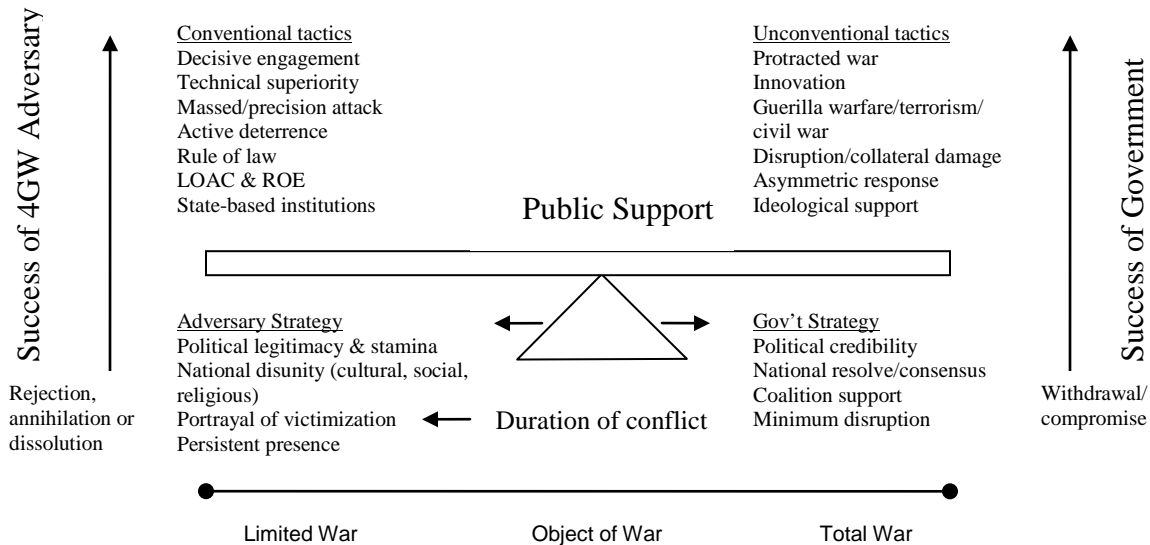 Success of 4GW Adversary
Rejection,
annihilation or
dissolution
Conventional tactics
Decisive engagement
Technical superiority
Massed/precision attack
Active deterrence
Rule of law
LOAC & ROE
State-based institutions
Public Support
Unconventional tactics
Protracted war
Innovation
Guerilla warfare/terrorism/
civil war
Disruption/collateral damage
Asymmetric response
Ideological support
Adversary Strategy
Political legitimacy & stamina
National disunity (cultural, social,
religious)
Portrayal of victimization
Persistent presence
Duration of conflict
Gov’t Strategy
Political credibility
National resolve/consensus
Coalition support
Minimum disruption
Success of Government
Withdrawal/
compromise
Limited War
Object of War
Total War